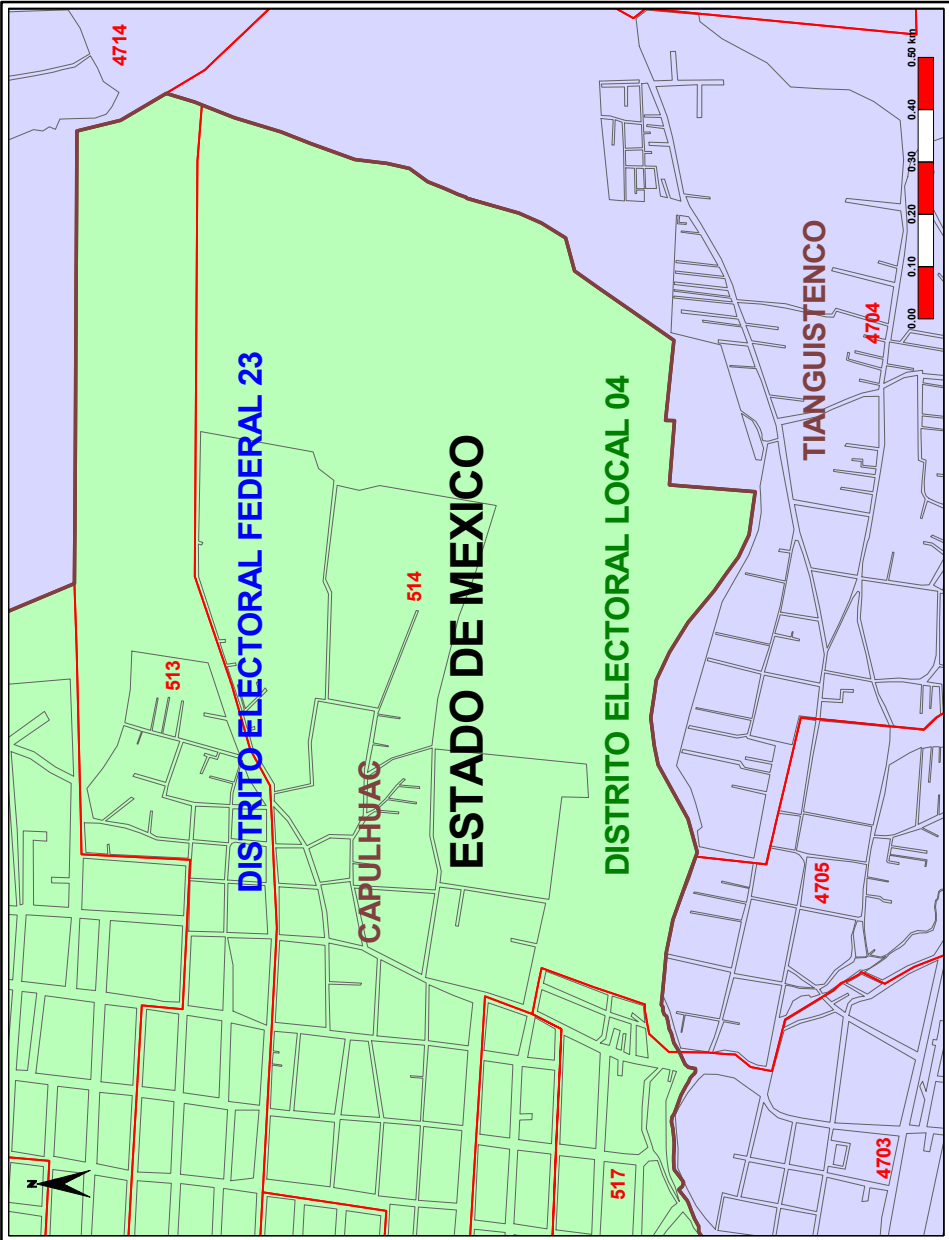 4714
513
DISTRITO ELECTORAL FEDERAL 23
514
CAPULHUAC
ESTADO DE MEXICO
DISTRITO ELECTORAL LOCAL 04
517
TIANGUISTENCO
4704
4705
4703
0.00 0.10 0.20 0.30 0.40 0.50 km
N